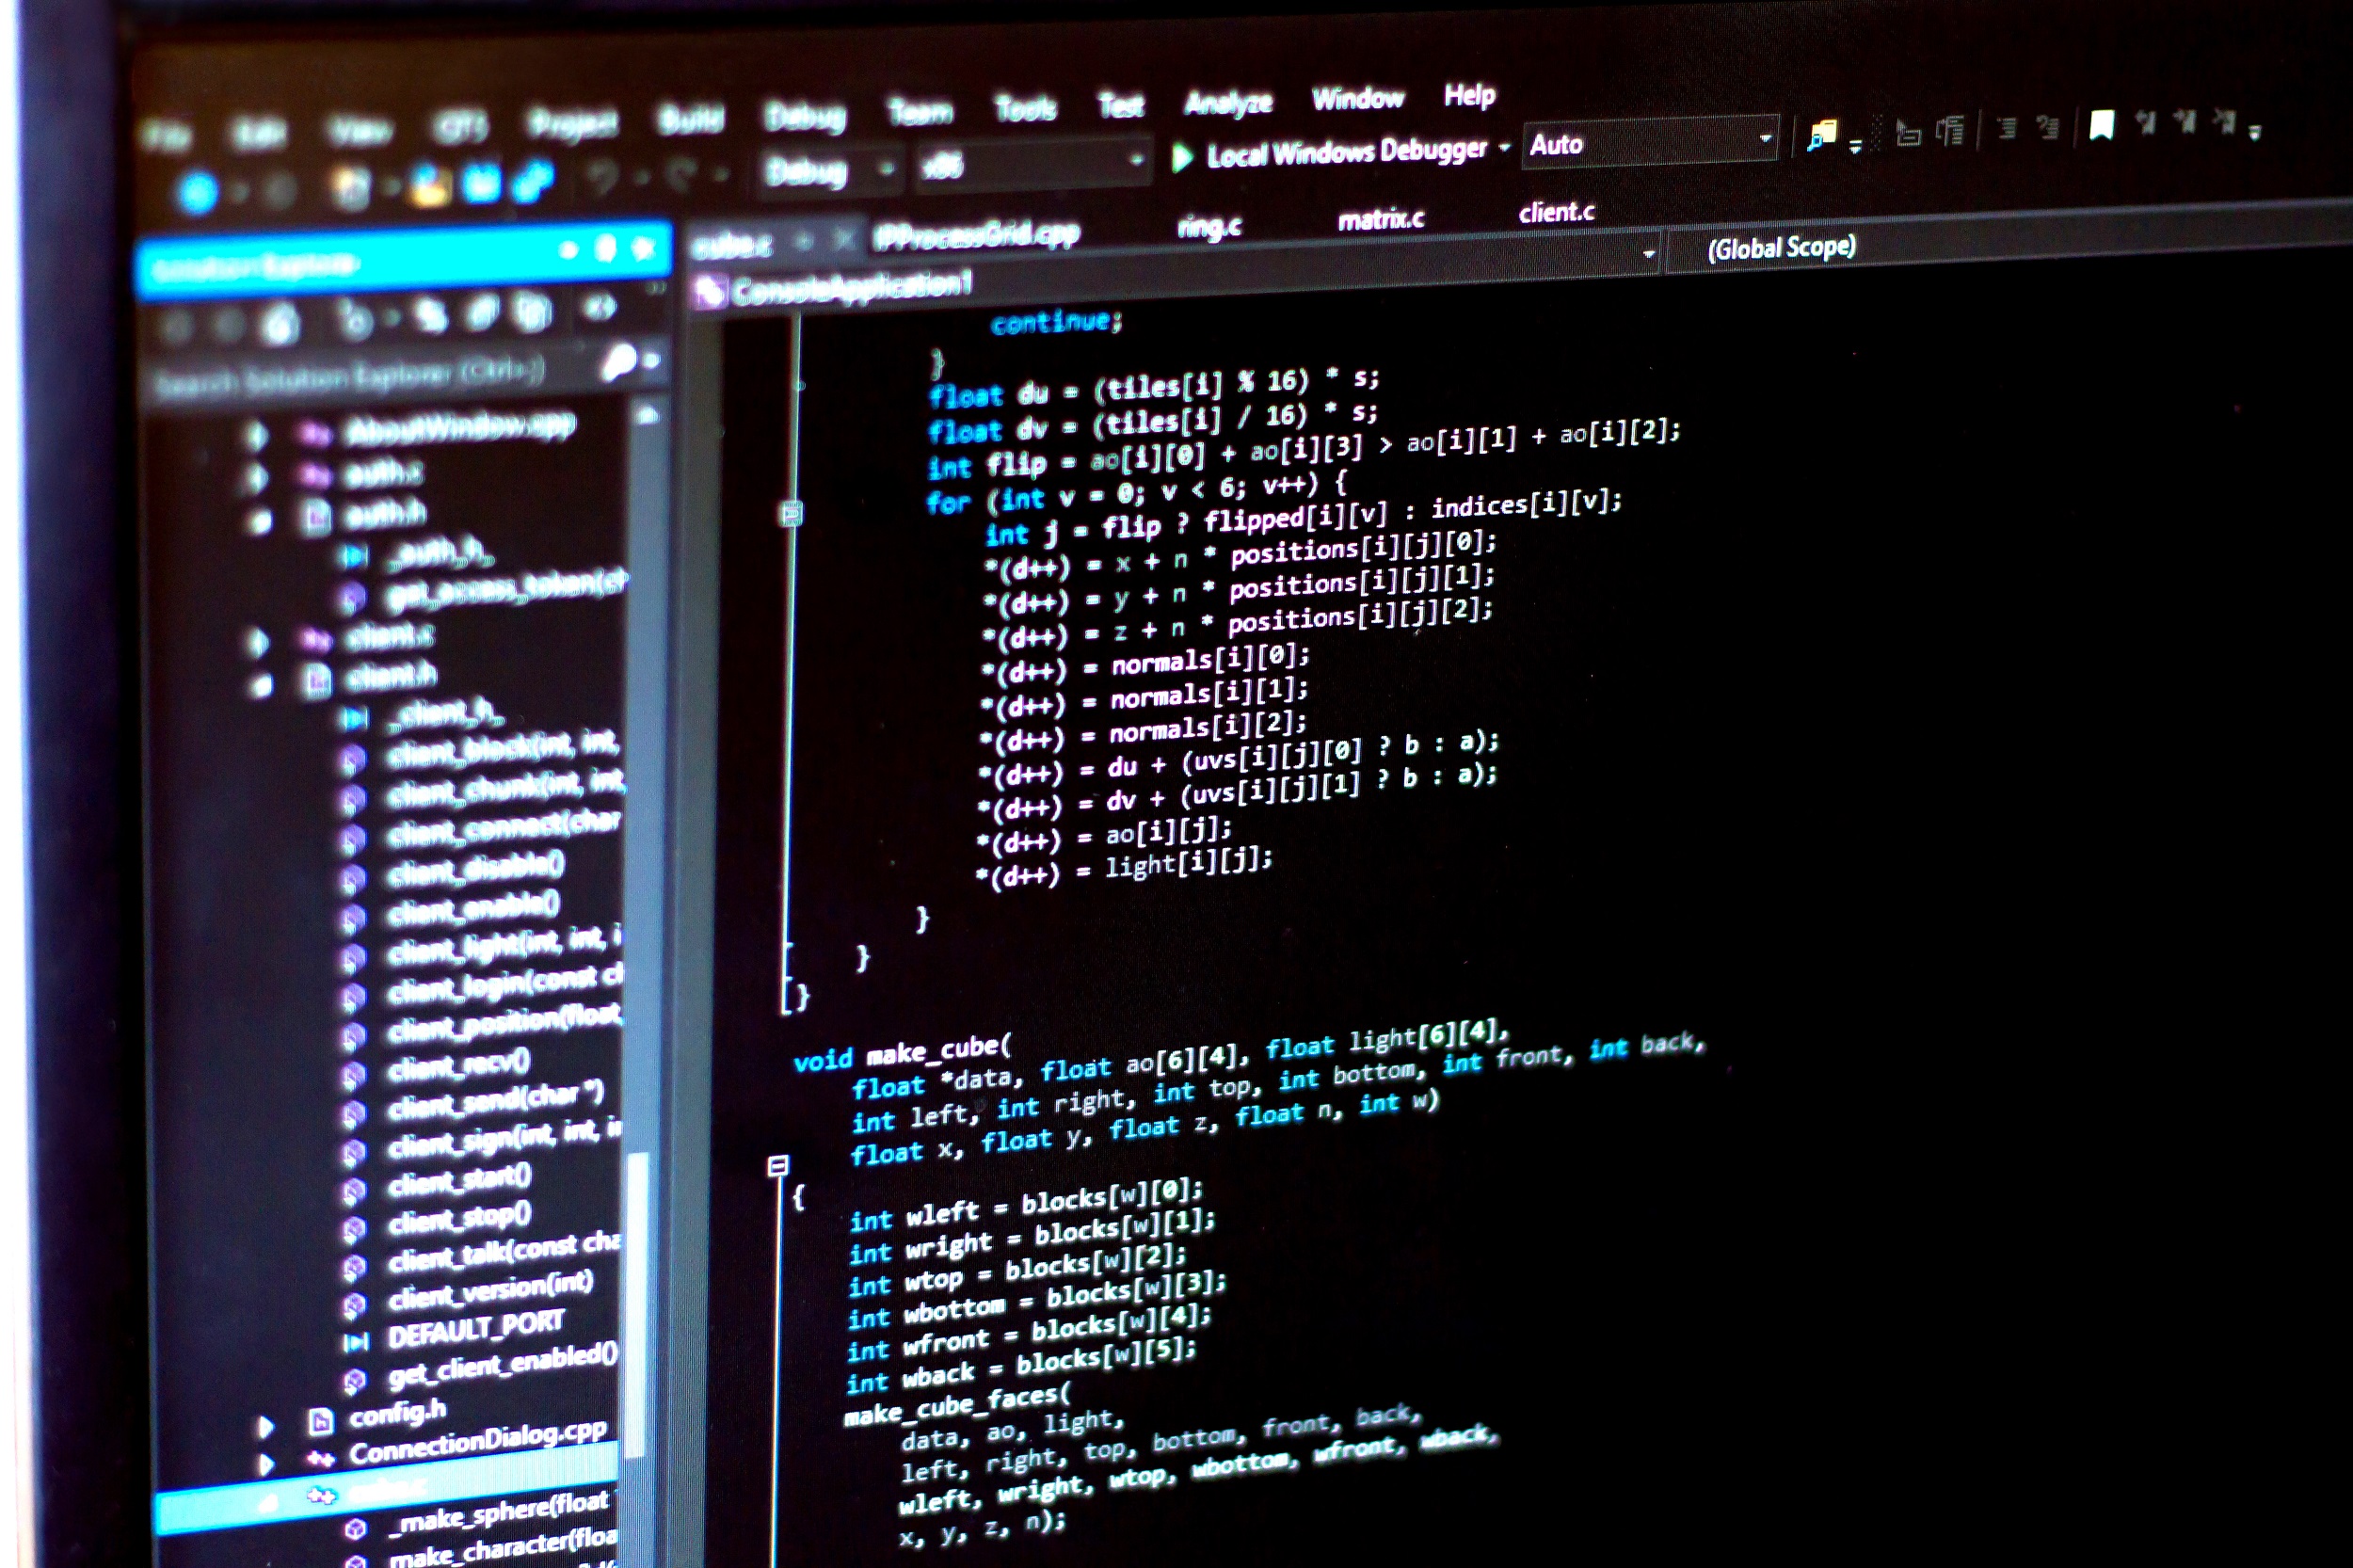 File Edit View QT5 Project Build Debug Team Tools Test Analyze Window Help
Debug x86 Local Windows Debugger Auto
Solution Explorer
cube.c IPProcessGrid.cpp ring.c matrix.c client.c
ConsoleApplication1 (Global Scope)
Search Solution Explorer (Ctrl+;)
AboutWindow.cpp
auth.c
auth.h
_auth_h_
get_access_token(ch
client.c
client.h
_client_h_
client_block(int, int,
client_chunk(int, int,
client_connect(char
client_disable()
client_enable()
client_light(int, int, i
client_login(const ch
client_position(float,
client_recv()
client_send(char *)
client_sign(int, int, in
client_start()
client_stop()
client_talk(const cha
client_version(int)
DEFAULT_PORT
get_client_enabled()
config.h
ConnectionDialog.cpp
cube.c
_make_sphere(float
make_character(floa
continue;
}
float du = (tiles[i] % 16) * s;
float dv = (tiles[i] / 16) * s;
int flip = ao[i][0] + ao[i][3] > ao[i][1] + ao[i][2];
for (int v = 0; v < 6; v++) {
int j = flip ? flipped[i][v] : indices[i][v];
*(d++) = x + n * positions[i][j][0];
*(d++) = y + n * positions[i][j][1];
*(d++) = z + n * positions[i][j][2];
*(d++) = normals[i][0];
*(d++) = normals[i][1];
*(d++) = normals[i][2];
*(d++) = du + (uvs[i][j][0] ? b : a);
*(d++) = dv + (uvs[i][j][1] ? b : a);
*(d++) = ao[i][j];
*(d++) = light[i][j];
}
}
}
void make_cube(
float *data, float ao[6][4], float light[6][4],
int left, int right, int top, int bottom, int front, int back,
float x, float y, float z, float n, int w)
{
int wleft = blocks[w][0];
int wright = blocks[w][1];
int wtop = blocks[w][2];
int wbottom = blocks[w][3];
int wfront = blocks[w][4];
int wback = blocks[w][5];
make_cube_faces(
data, ao, light,
left, right, top, bottom, front, back,
wleft, wright, wtop, wbottom, wfront, wback,
x, y, z, n);